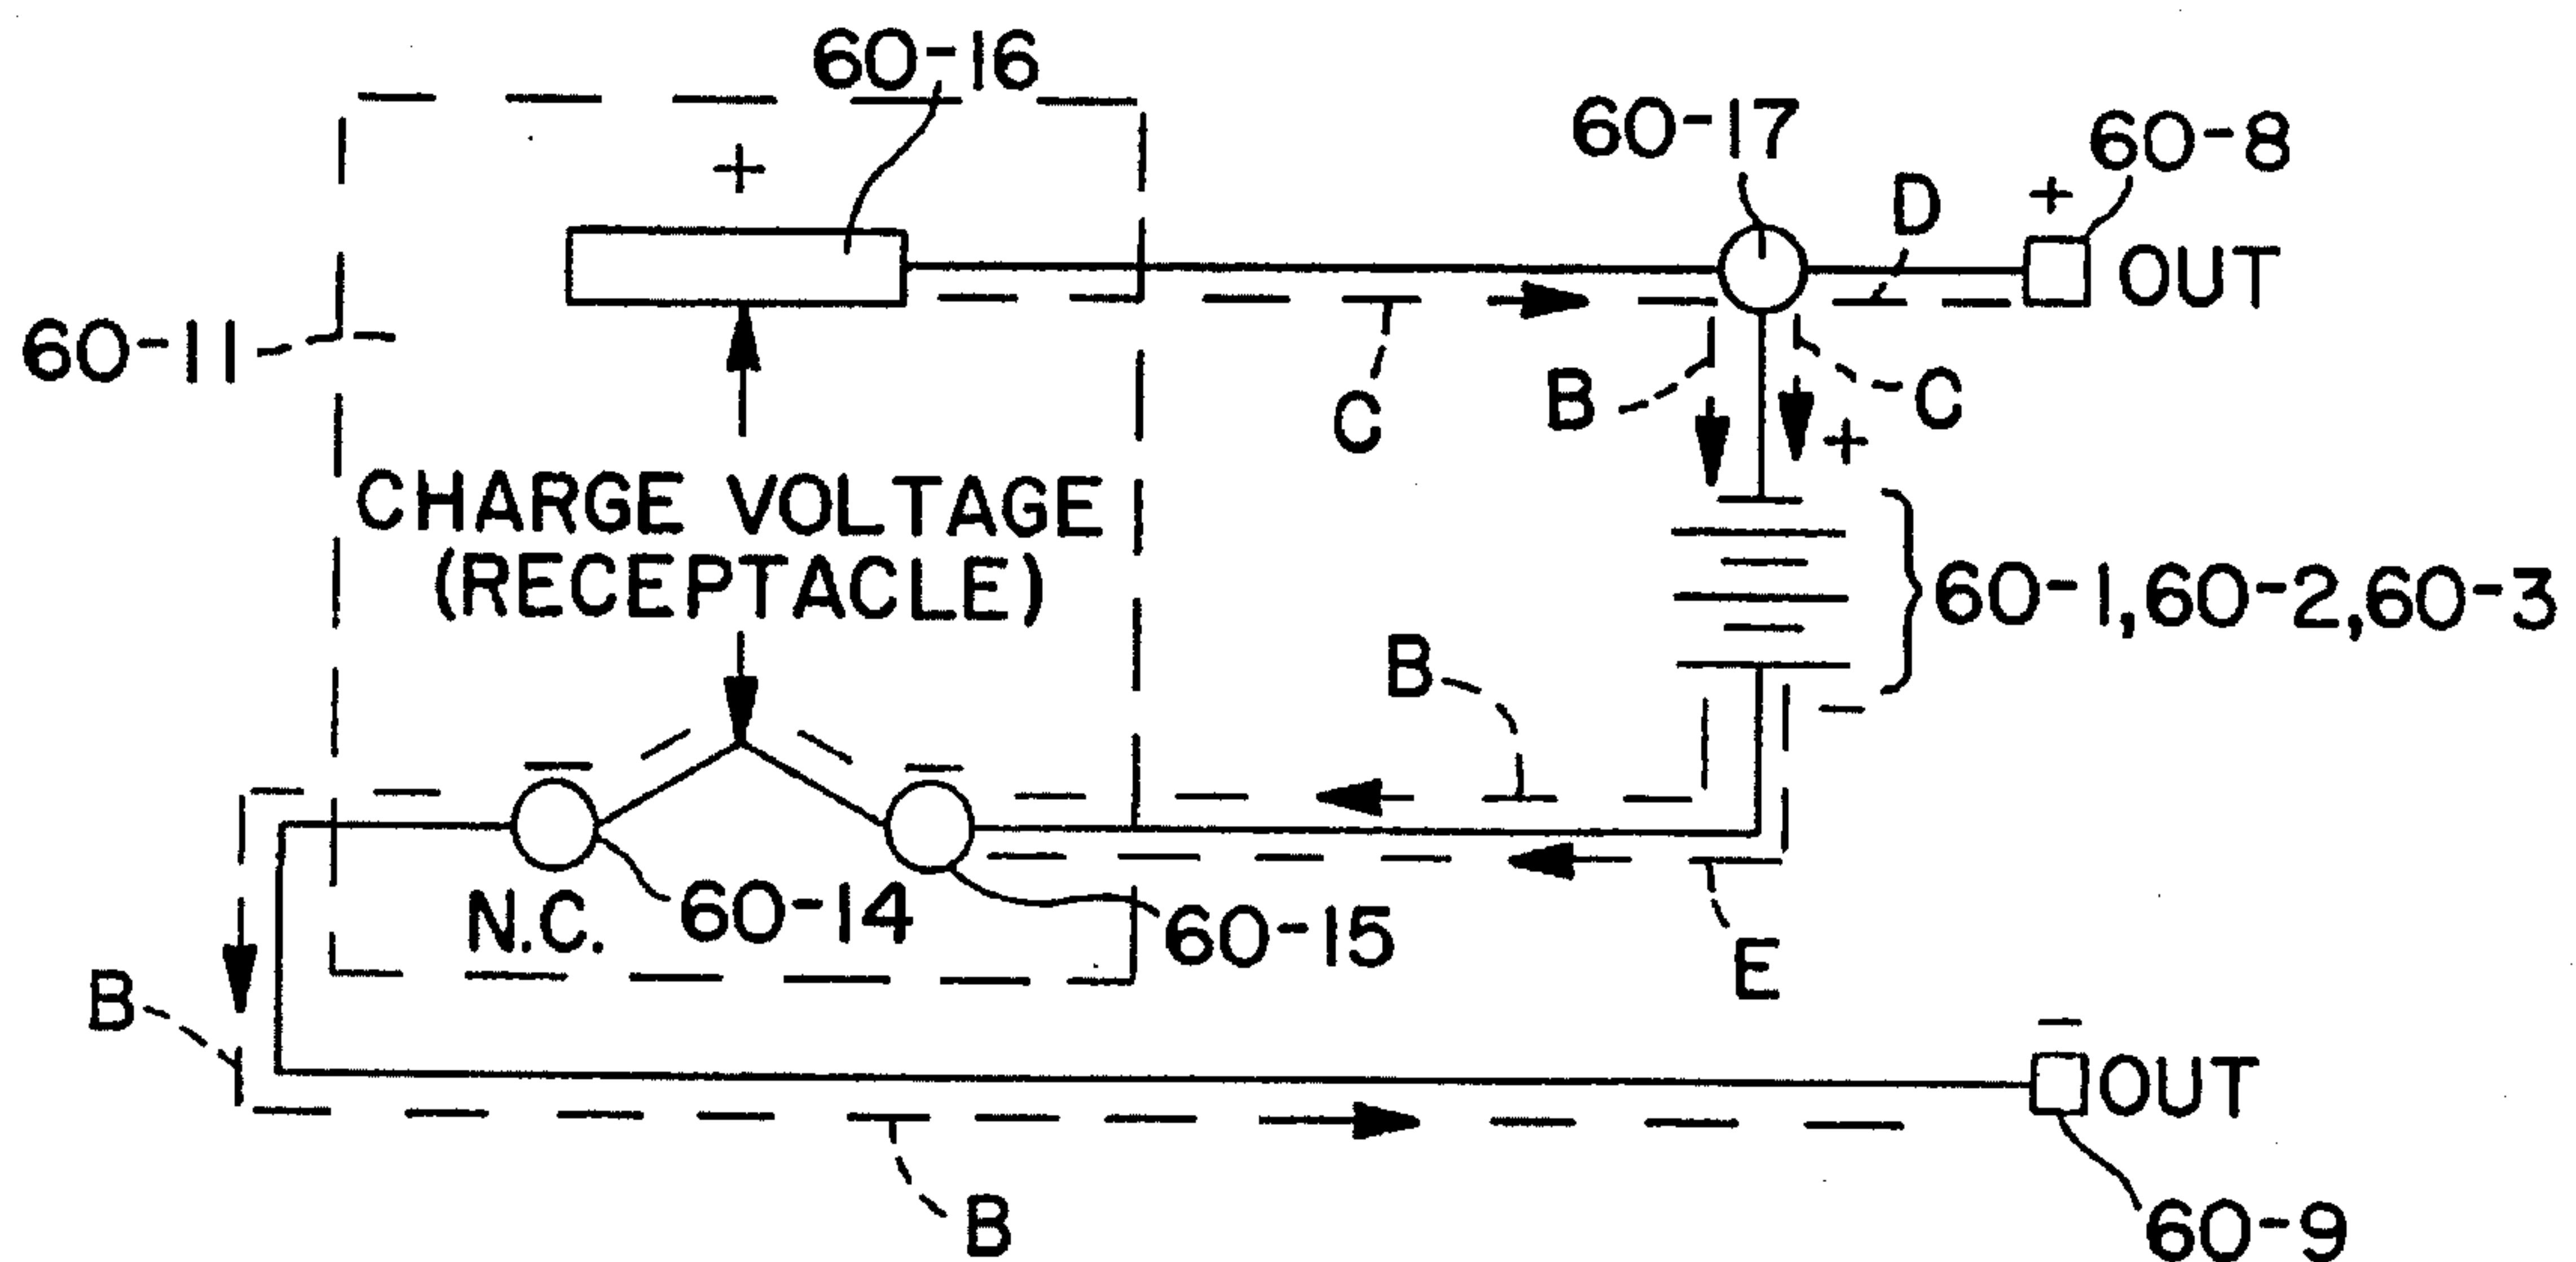 60-16
60-17
60-8
+
+
D
OUT
60-11
C
B
C
+
CHARGE VOLTAGE
(RECEPTACLE)
60-1,60-2,60-3
B
−
−
−
N.C.
60-14
60-15
E
B
−
OUT
B
60-9